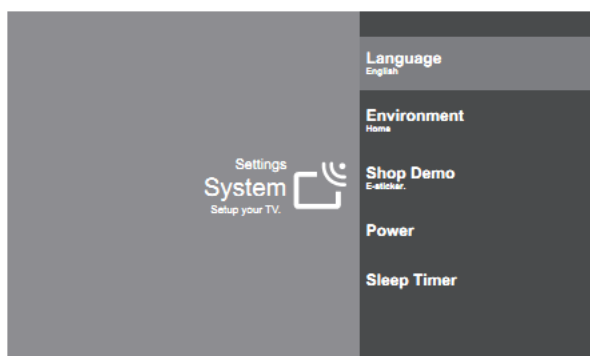 Settings
System
Setup your TV.
Language
English
Environment
Home
Shop Demo
E-sticker.
Power
Sleep Timer